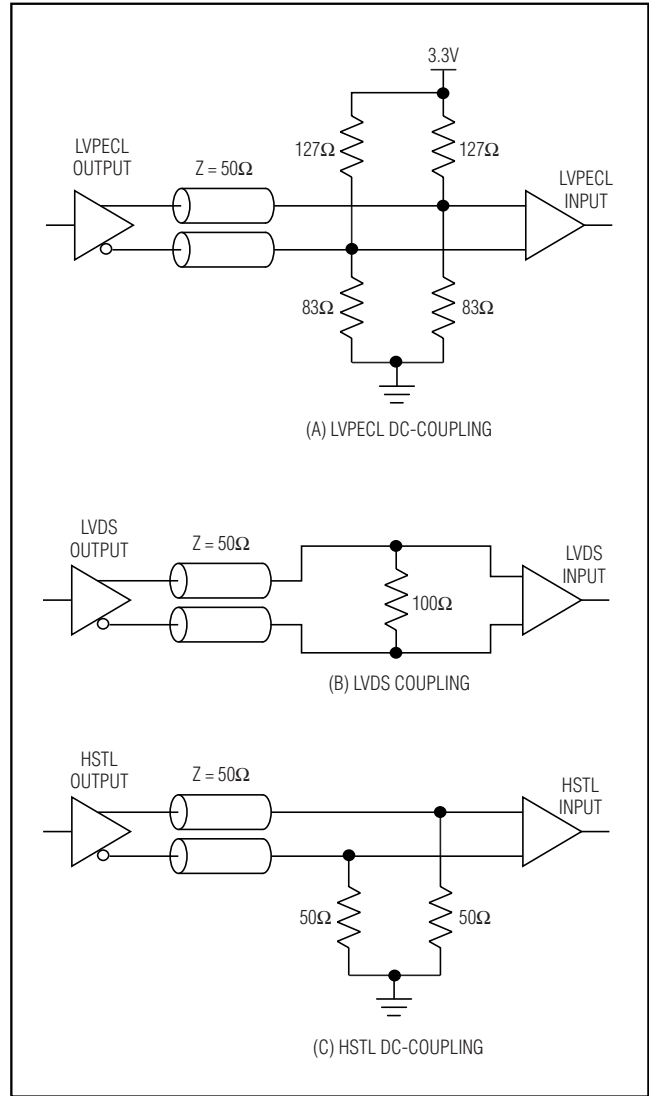 3.3V
127Ω
127Ω
LVPECL
OUTPUT
Z = 50Ω
LVPECL
INPUT
83Ω
83Ω
(A) LVPECL DC-COUPLING
LVDS
OUTPUT
Z = 50Ω
LVDS
INPUT
100Ω
(B) LVDS COUPLING
HSTL
OUTPUT
Z = 50Ω
HSTL
INPUT
50Ω
50Ω
(C) HSTL DC-COUPLING